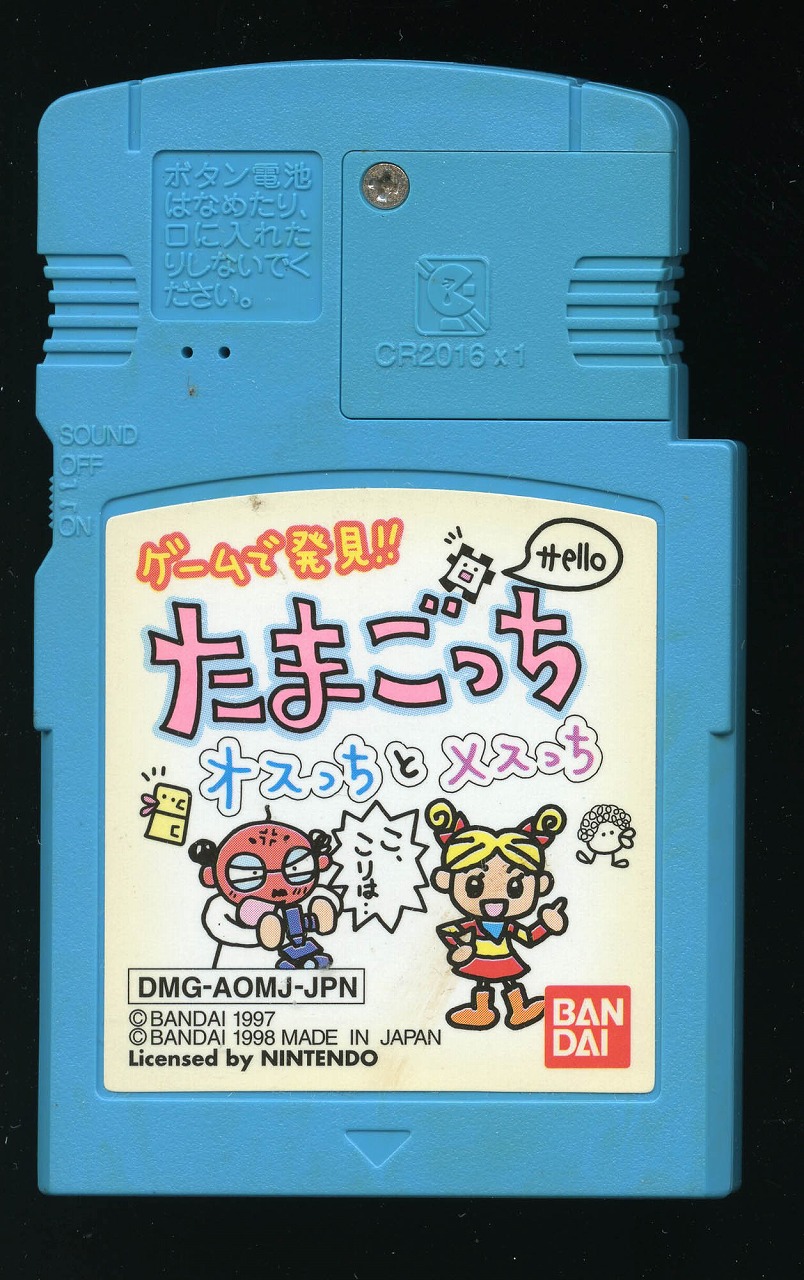 ボタン電池
はなめたり、
口に入れた
りしないでく
ださい。
CR2016 x 1
SOUND
OFF
ON
ゲームで発見!!
Hello
たまごっち
オスっちとメスっち
こ、
こりは…
DMG-AOMJ-JPN
©BANDAI 1997
©BANDAI 1998 MADE IN JAPAN
Licensed by NINTENDO
BAN
DAI